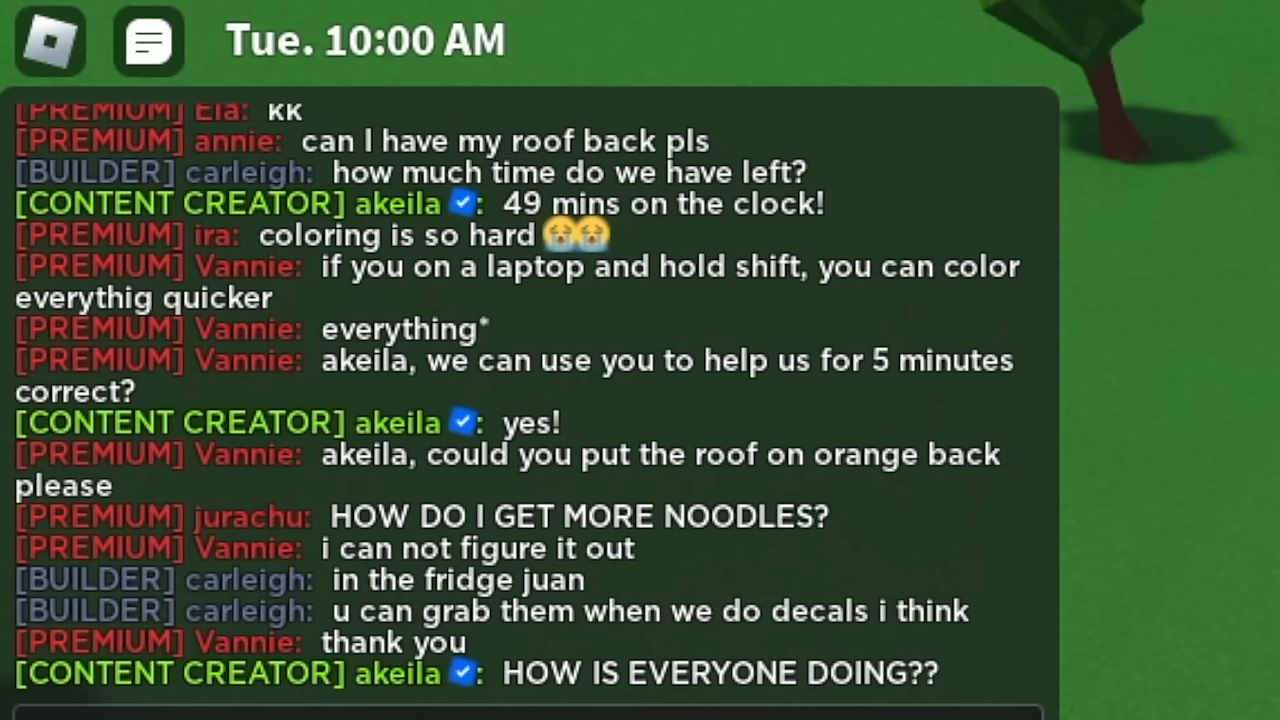 Tue. 10:00 AM
[PREMIUM] Ela: kk
[PREMIUM] annie: can I have my roof back pls
[BUILDER] carleigh: how much time do we have left?
[CONTENT CREATOR] akeila: 49 mins on the clock!
[PREMIUM] ira: coloring is so hard 😭😭
[PREMIUM] Vannie: if you on a laptop and hold shift, you can color
everythig quicker
[PREMIUM] Vannie: everything*
[PREMIUM] Vannie: akeila, we can use you to help us for 5 minutes
correct?
[CONTENT CREATOR] akeila: yes!
[PREMIUM] Vannie: akeila, could you put the roof on orange back
please
[PREMIUM] jurachu: HOW DO I GET MORE NOODLES?
[PREMIUM] Vannie: i can not figure it out
[BUILDER] carleigh: in the fridge juan
[BUILDER] carleigh: u can grab them when we do decals i think
[PREMIUM] Vannie: thank you
[CONTENT CREATOR] akeila: HOW IS EVERYONE DOING??